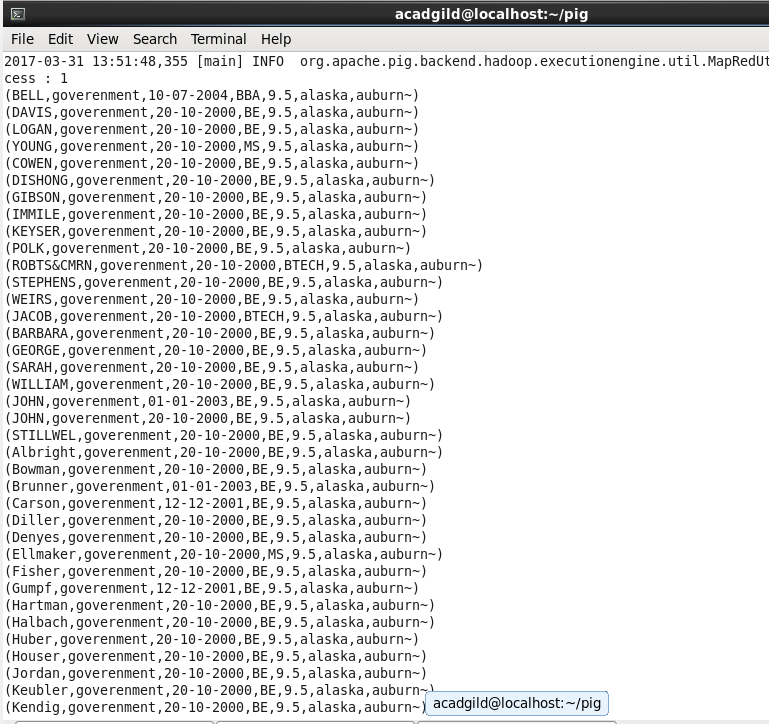 acadgild@localhost:~/pig
File Edit View Search Terminal Help
2017-03-31 13:51:48,355 [main] INFO  org.apache.pig.backend.hadoop.executionengine.util.MapRedUt
cess : 1
(BELL,goverenment,10-07-2004,BBA,9.5,alaska,auburn~)
(DAVIS,goverenment,20-10-2000,BE,9.5,alaska,auburn~)
(LOGAN,goverenment,20-10-2000,BE,9.5,alaska,auburn~)
(YOUNG,goverenment,20-10-2000,MS,9.5,alaska,auburn~)
(COWEN,goverenment,20-10-2000,BE,9.5,alaska,auburn~)
(DISHONG,goverenment,20-10-2000,BE,9.5,alaska,auburn~)
(GIBSON,goverenment,20-10-2000,BE,9.5,alaska,auburn~)
(IMMILE,goverenment,20-10-2000,BE,9.5,alaska,auburn~)
(KEYSER,goverenment,20-10-2000,BE,9.5,alaska,auburn~)
(POLK,goverenment,20-10-2000,BE,9.5,alaska,auburn~)
(ROBTS&CMRN,goverenment,20-10-2000,BTECH,9.5,alaska,auburn~)
(STEPHENS,goverenment,20-10-2000,BE,9.5,alaska,auburn~)
(WEIRS,goverenment,20-10-2000,BE,9.5,alaska,auburn~)
(JACOB,goverenment,20-10-2000,BTECH,9.5,alaska,auburn~)
(BARBARA,goverenment,20-10-2000,BE,9.5,alaska,auburn~)
(GEORGE,goverenment,20-10-2000,BE,9.5,alaska,auburn~)
(SARAH,goverenment,20-10-2000,BE,9.5,alaska,auburn~)
(WILLIAM,goverenment,20-10-2000,BE,9.5,alaska,auburn~)
(JOHN,goverenment,01-01-2003,BE,9.5,alaska,auburn~)
(JOHN,goverenment,20-10-2000,BE,9.5,alaska,auburn~)
(STILLWEL,goverenment,20-10-2000,BE,9.5,alaska,auburn~)
(Albright,goverenment,20-10-2000,BE,9.5,alaska,auburn~)
(Bowman,goverenment,20-10-2000,BE,9.5,alaska,auburn~)
(Brunner,goverenment,01-01-2003,BE,9.5,alaska,auburn~)
(Carson,goverenment,12-12-2001,BE,9.5,alaska,auburn~)
(Diller,goverenment,20-10-2000,BE,9.5,alaska,auburn~)
(Denyes,goverenment,20-10-2000,BE,9.5,alaska,auburn~)
(Ellmaker,goverenment,20-10-2000,MS,9.5,alaska,auburn~)
(Fisher,goverenment,20-10-2000,BE,9.5,alaska,auburn~)
(Gumpf,goverenment,12-12-2001,BE,9.5,alaska,auburn~)
(Hartman,goverenment,20-10-2000,BE,9.5,alaska,auburn~)
(Halbach,goverenment,20-10-2000,BE,9.5,alaska,auburn~)
(Huber,goverenment,20-10-2000,BE,9.5,alaska,auburn~)
(Houser,goverenment,20-10-2000,BE,9.5,alaska,auburn~)
(Jordan,goverenment,20-10-2000,BE,9.5,alaska,auburn~)
(Keubler,goverenment,20-10-2000,BE,9.5,alaska,auburn~)
(Kendig,goverenment,20-10-2000,BE,9.5,alaska,auburn~)
acadgild@localhost:~/pig